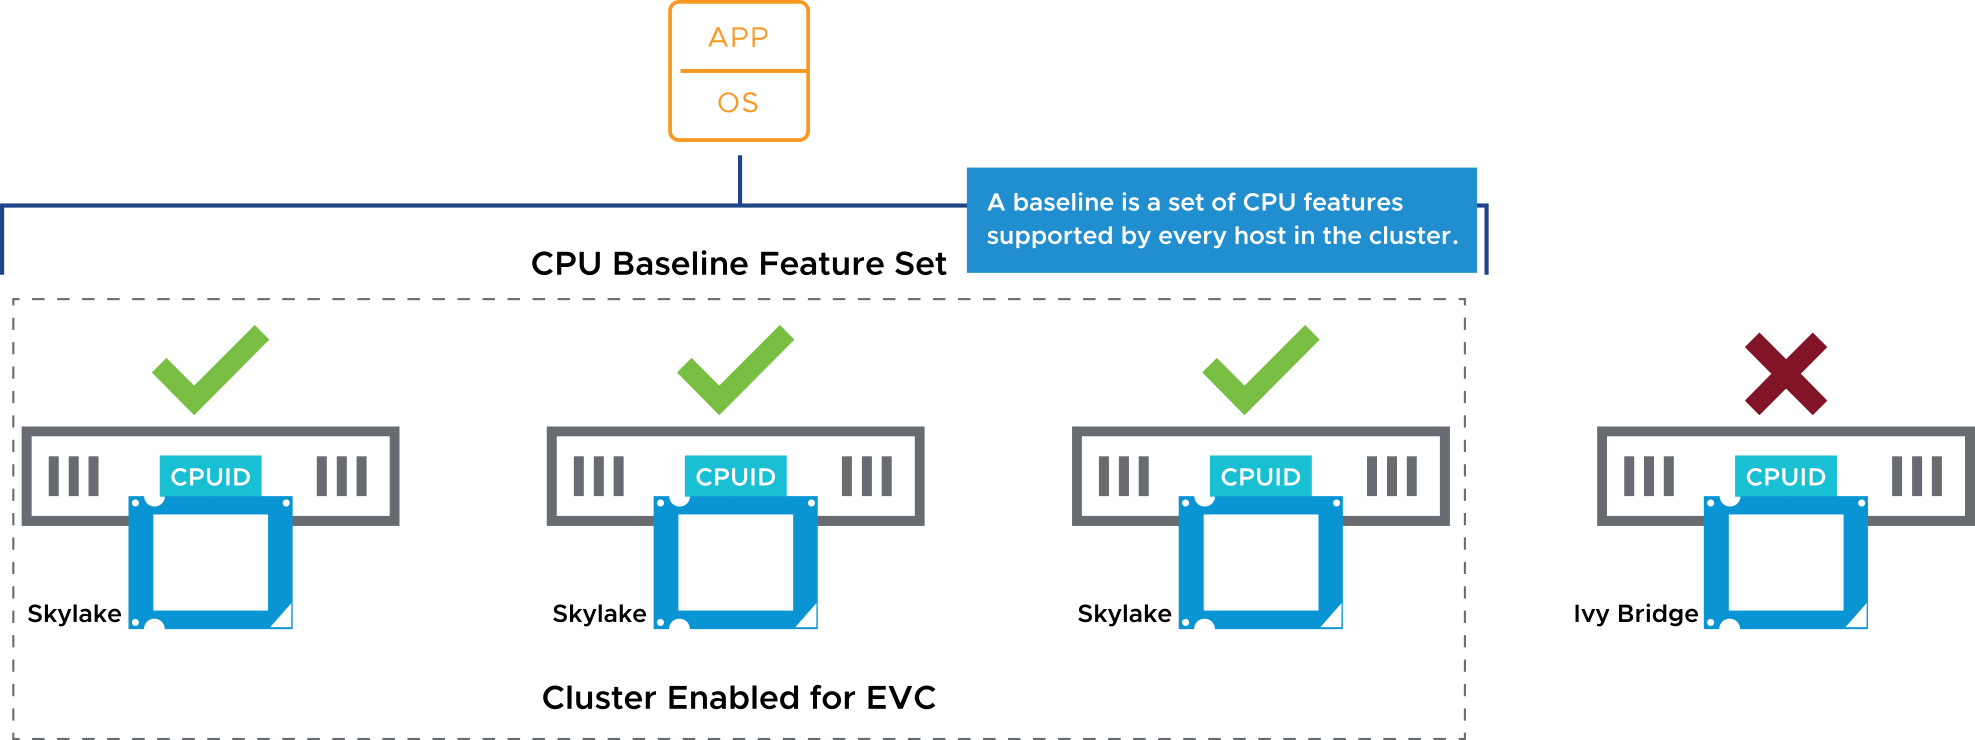 APP
OS
A baseline is a set of CPU features
supported by every host in the cluster.
CPU Baseline Feature Set
CPUID
CPUID
CPUID
CPUID
Skylake
Skylake
Skylake
Ivy Bridge
Cluster Enabled for EVC